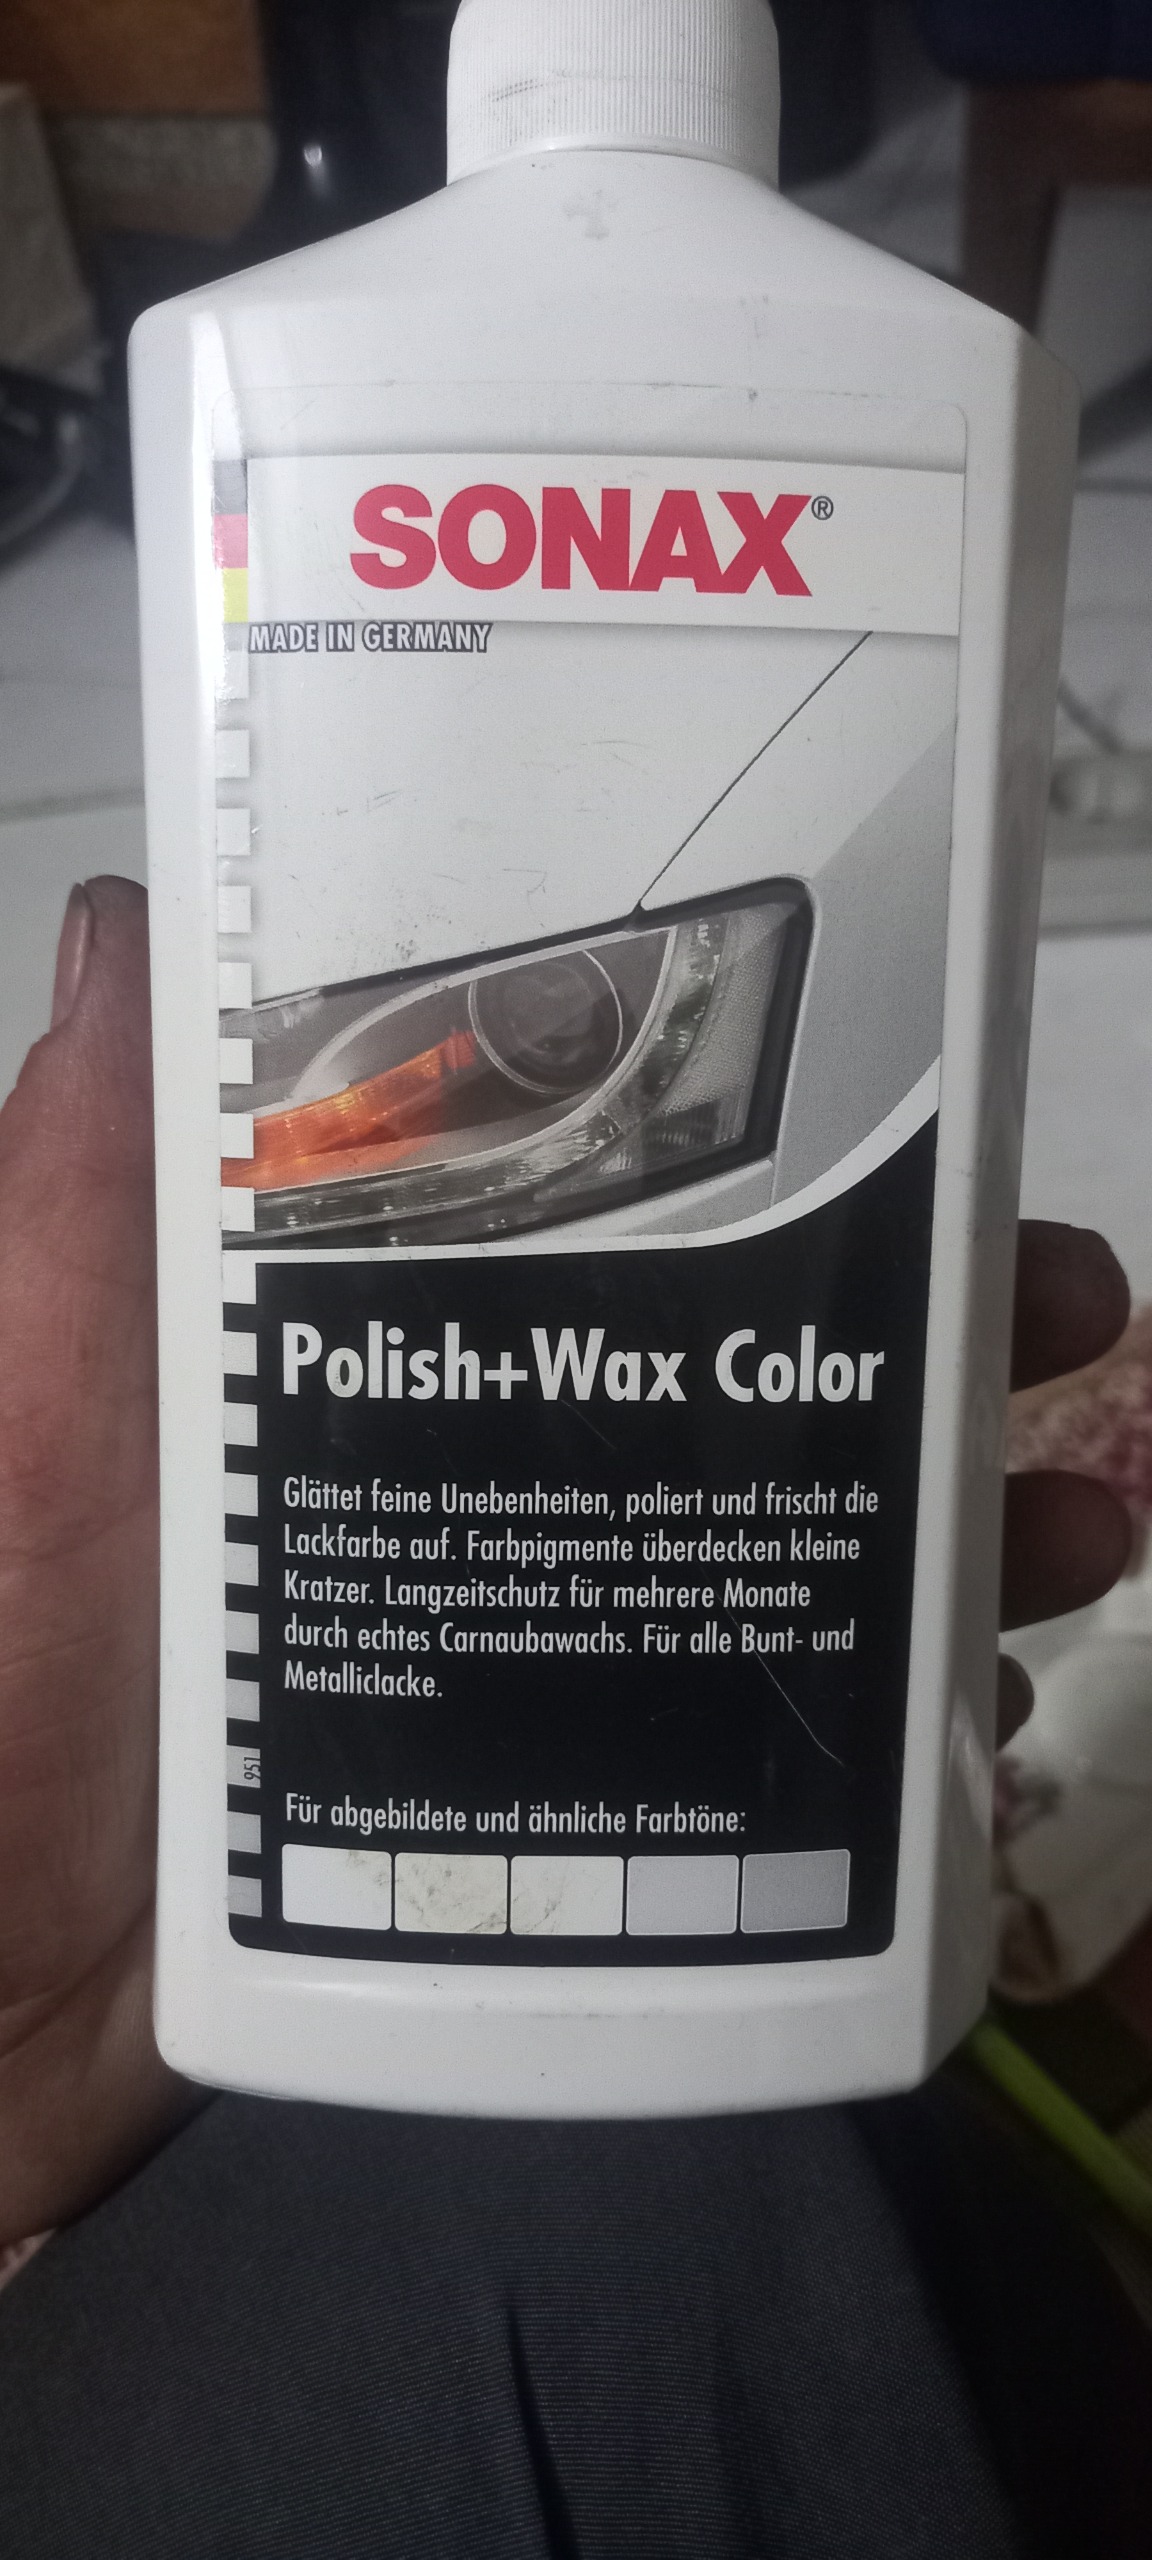 SONAX®
MADE IN GERMANY
Polish+Wax Color
Glättet feine Unebenheiten, poliert und frischt die
Lackfarbe auf. Farbpigmente überdecken kleine
Kratzer. Langzeitschutz für mehrere Monate
durch echtes Carnaubawachs. Für alle Bunt- und
Metalliclacke.
951
Für abgebildete und ähnliche Farbtöne: